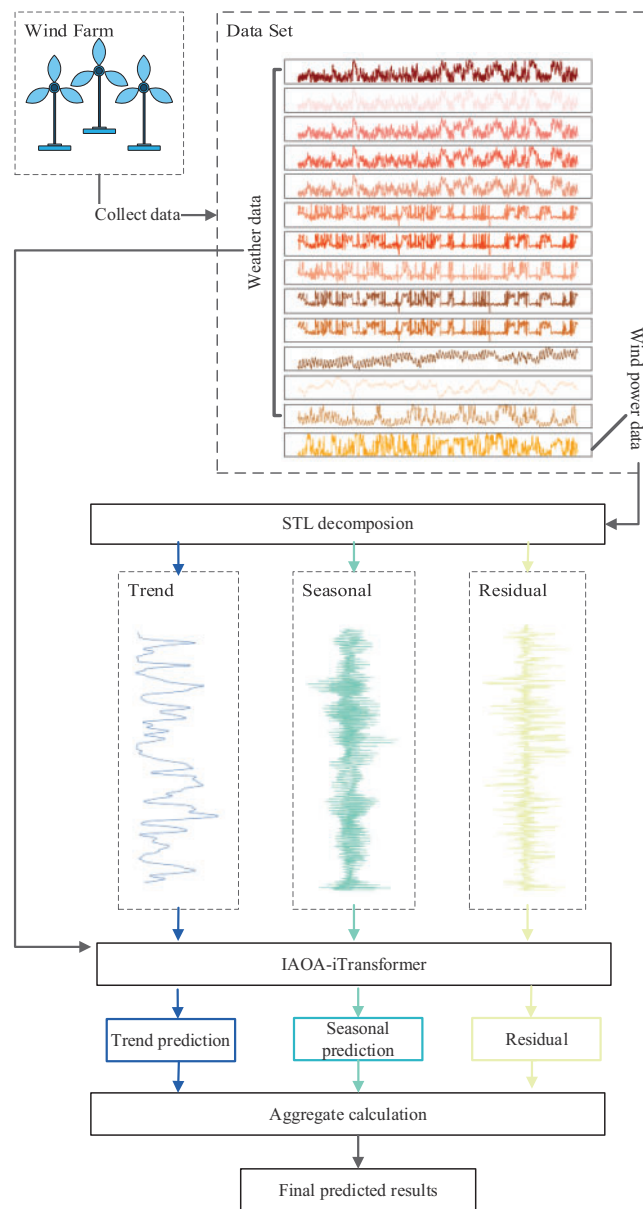 Wind Farm
Data Set
Collect data
Weather data
Wind
power data
STL decomposion
Trend
Seasonal
Residual
IAOA-iTransformer
Trend prediction
Seasonal
prediction
Residual
Aggregate calculation
Final predicted results